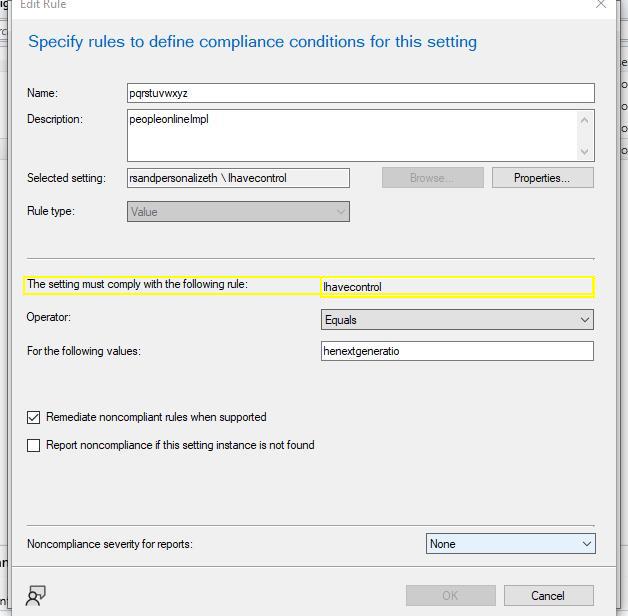 Edit Rule
Specify rules to define compliance conditions for this setting
Name: pqrstuvwxyz
Description: peopleonlineImpl
Selected setting: rsandpersonalizeth \ Ihavecontrol Browse... Properties...
Rule type: Value
The setting must comply with the following rule: Ihavecontrol
Operator: Equals
For the following values: henextgeneratio
Remediate noncompliant rules when supported
Report noncompliance if this setting instance is not found
Noncompliance severity for reports: None
OK Cancel